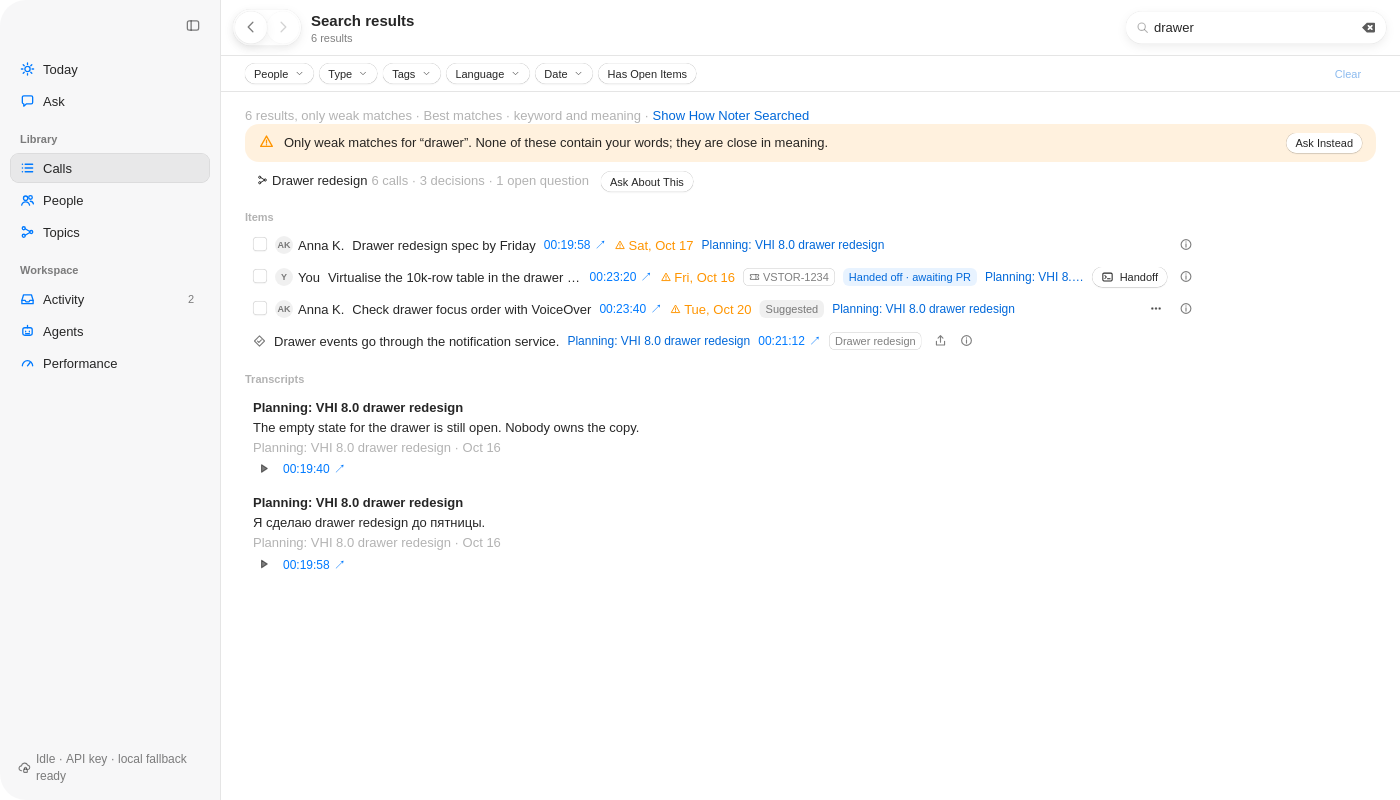 Search results
6 results
drawer
Today
Ask
Library
Calls
People
Topics
Workspace
Activity 2
Agents
Performance
Idle · API key · local fallback
ready
People Type Tags Language Date Has Open Items Clear
6 results, only weak matches · Best matches · keyword and meaning · Show How Noter Searched
Only weak matches for “drawer”. None of these contain your words; they are close in meaning. Ask Instead
Drawer redesign 6 calls · 3 decisions · 1 open question Ask About This
Items
AK Anna K. Drawer redesign spec by Friday 00:19:58 Sat, Oct 17 Planning: VHI 8.0 drawer redesign
Y You Virtualise the 10k-row table in the drawer … 00:23:20 Fri, Oct 16 VSTOR-1234 Handed off · awaiting PR Planning: VHI 8.… Handoff
AK Anna K. Check drawer focus order with VoiceOver 00:23:40 Tue, Oct 20 Suggested Planning: VHI 8.0 drawer redesign
Drawer events go through the notification service. Planning: VHI 8.0 drawer redesign 00:21:12 Drawer redesign
Transcripts
Planning: VHI 8.0 drawer redesign
The empty state for the drawer is still open. Nobody owns the copy.
Planning: VHI 8.0 drawer redesign · Oct 16
00:19:40
Planning: VHI 8.0 drawer redesign
Я сделаю drawer redesign до пятницы.
Planning: VHI 8.0 drawer redesign · Oct 16
00:19:58